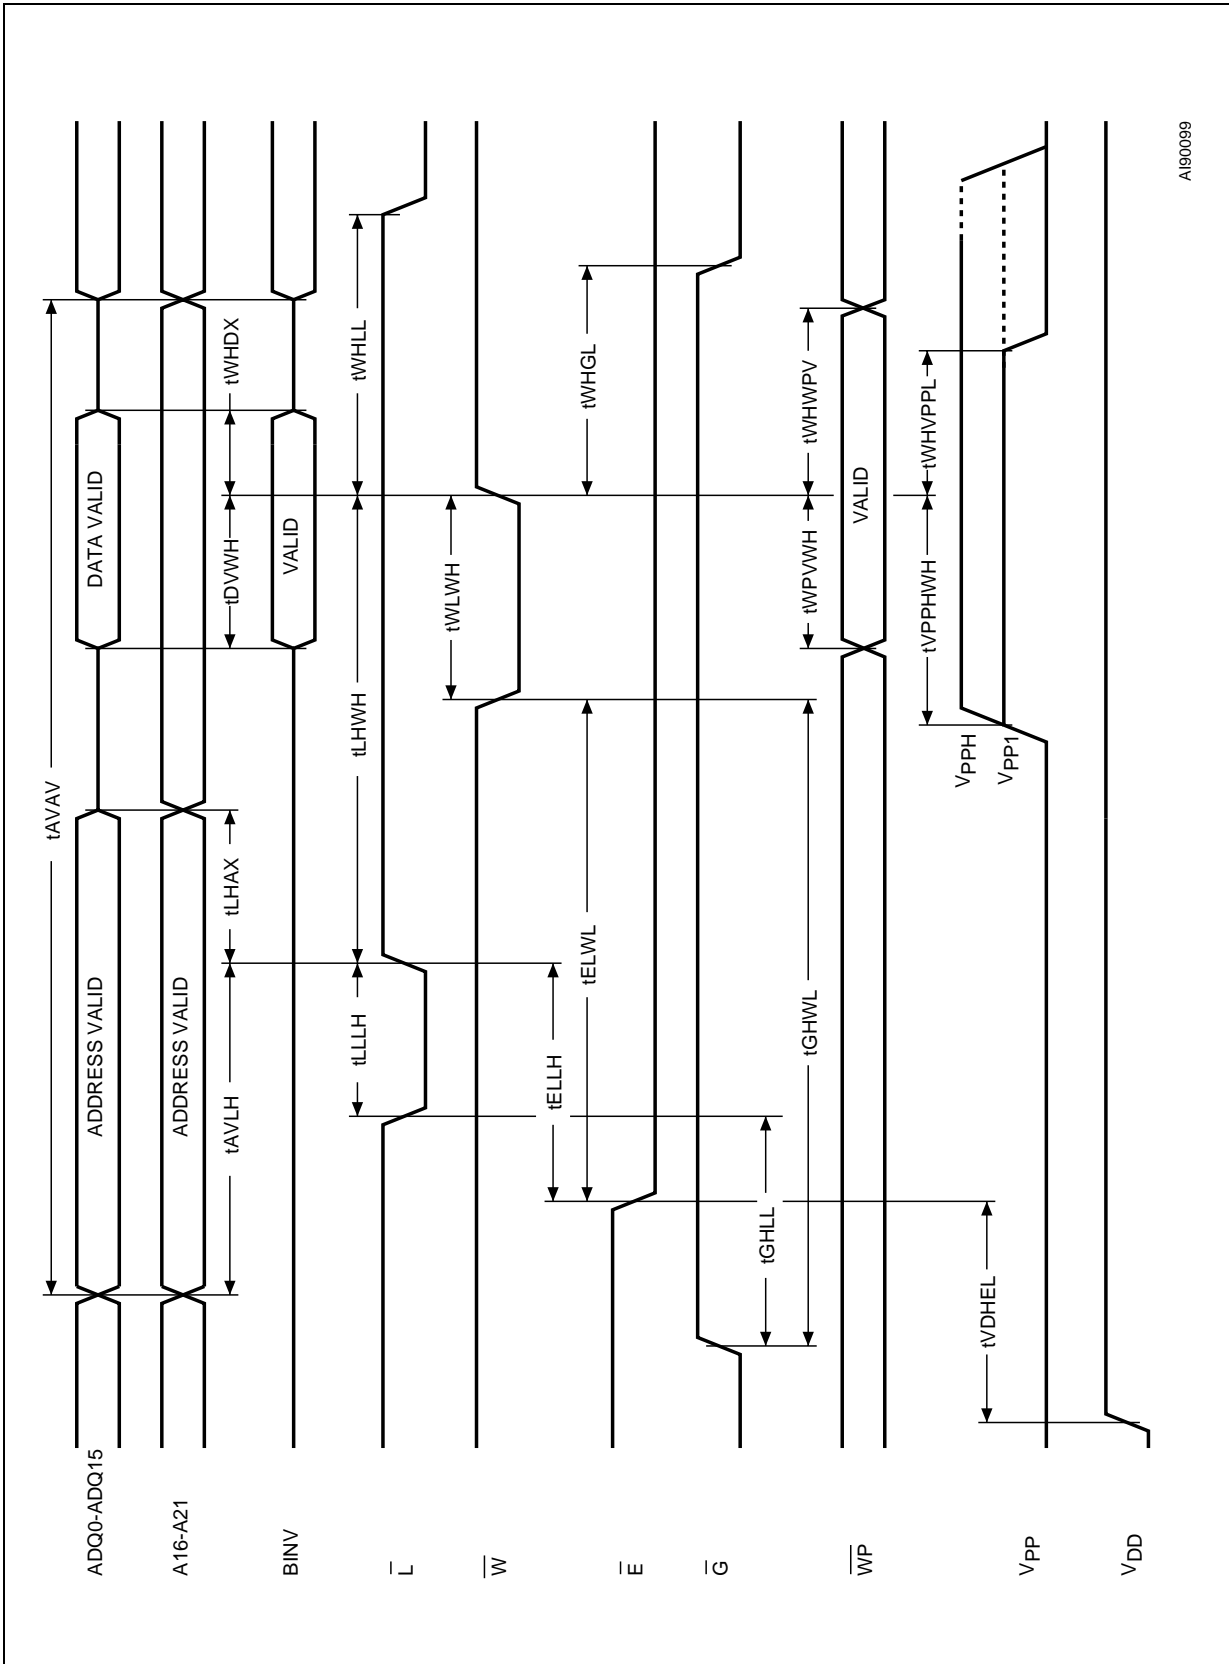 ADQ0-ADQ15
ADDRESS VALID
DATA VALID
tAVAV
A16-A21
ADDRESS VALID
tAVLH
tLHAX
tDVWH
tWHDX
BINV
VALID
L
tLLLH
tLHWH
tWHLL
W
tWLWH
tELLH
E
tELWL
tWHGL
G
tGHLL
tGHWL
tWPVWH
tWHWPV
WP
VALID
tVPPHWH
tWHVPPL
VPPH
VPP1
VPP
tVDHEL
VDD
AI90099